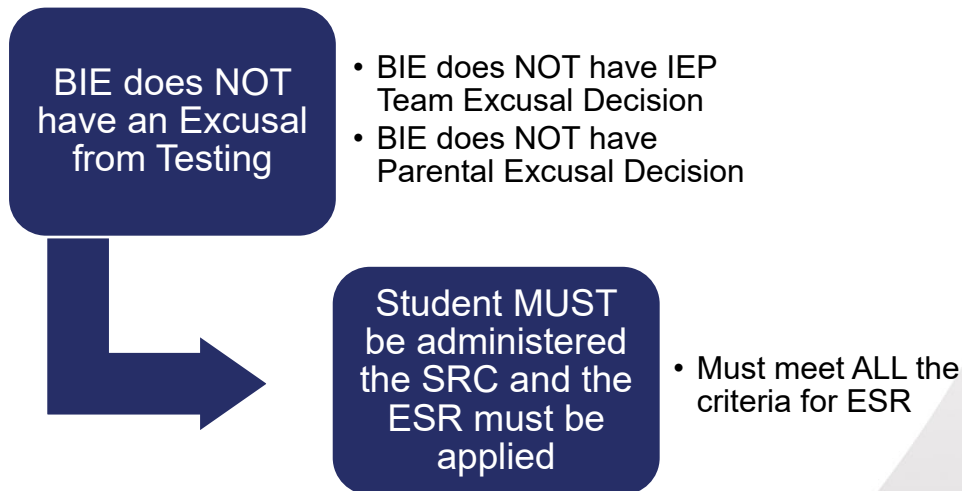 BIE does NOT
have an Excusal
from Testing
• BIE does NOT have IEP
Team Excusal Decision
• BIE does NOT have
Parental Excusal Decision
Student MUST
be administered
the SRC and the
ESR must be
applied
• Must meet ALL the
criteria for ESR